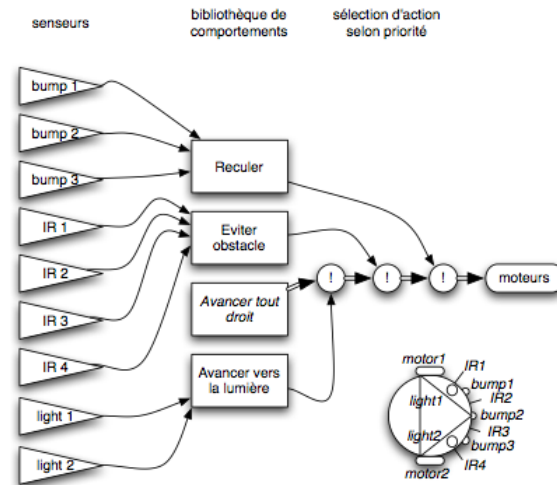 senseurs
bibliothèque de
comportements
sélection d'action
selon priorité
bump 1
bump 2
bump 3
IR 1
IR 2
IR 3
IR 4
light 1
light 2
Reculer
Eviter
obstacle
Avancer tout
droit
Avancer vers
la lumière
!
!
!
moteurs
motor1
IR1
bump1
IR2
light1
bump2
IR3
light2
bump3
IR4
motor2